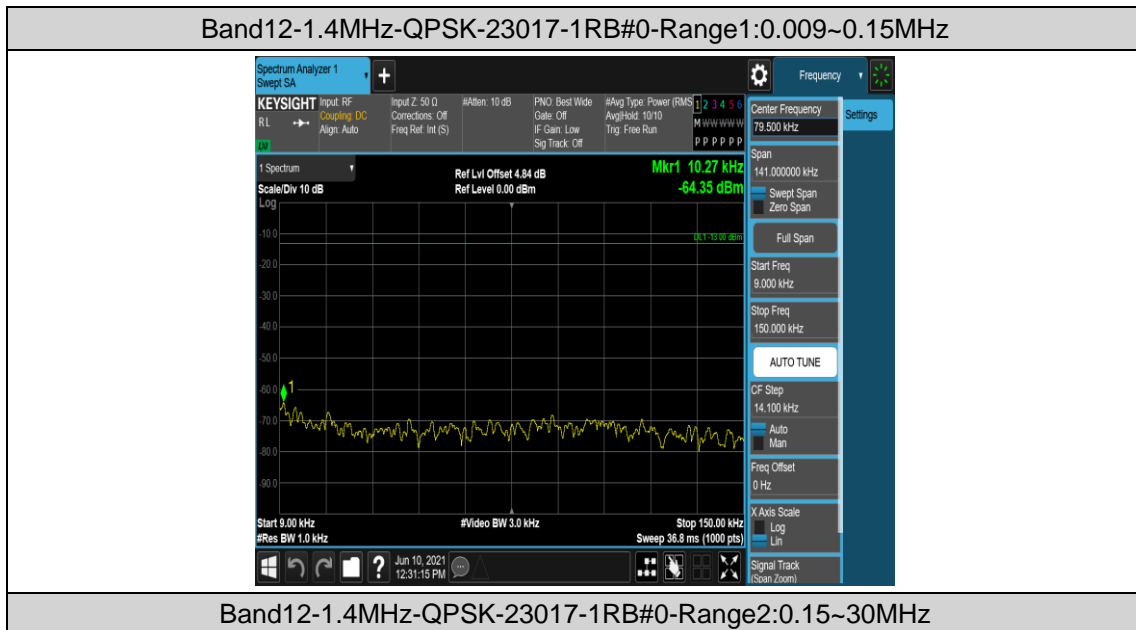 Band12-1.4MHz-QPSK-23017-1RB#0-Range1:0.009~0.15MHz
Spectrum Analyzer 1
Swept SA
+
Frequency
KEYSIGHT
RL
Input: RF
Coupling: DC
Align: Auto
Input Z: 50 Ω
Corrections: Off
Freq Ref: Int (S)
#Atten: 10 dB
PNO: Best Wide
Gate: Off
IF Gain: Low
Sig Track: Off
#Avg Type: Power (RMS
Avg|Hold: 10/10
Trig: Free Run
1 2 3 4 5 6
M W W W W W
P P P P P P
Center Frequency
79.500 kHz
Settings
Span
141.000000 kHz
Swept Span
Zero Span
Full Span
Start Freq
9.000 kHz
Stop Freq
150.000 kHz
AUTO TUNE
CF Step
14.100 kHz
Auto
Man
Freq Offset
0 Hz
X Axis Scale
Log
Lin
Signal Track
(Span Zoom)
1 Spectrum
Scale/Div 10 dB
Log
Ref Lvl Offset 4.84 dB
Ref Level 0.00 dBm
Mkr1 10.27 kHz
-64.35 dBm
DL1 -13.00 dBm
-10.0
-20.0
-30.0
-40.0
-50.0
-60.0
-70.0
-80.0
-90.0
1
Start 9.00 kHz
#Res BW 1.0 kHz
#Video BW 3.0 kHz
Stop 150.00 kHz
Sweep 36.8 ms (1000 pts)
?
Jun 10, 2021
12:31:15 PM
Band12-1.4MHz-QPSK-23017-1RB#0-Range2:0.15~30MHz